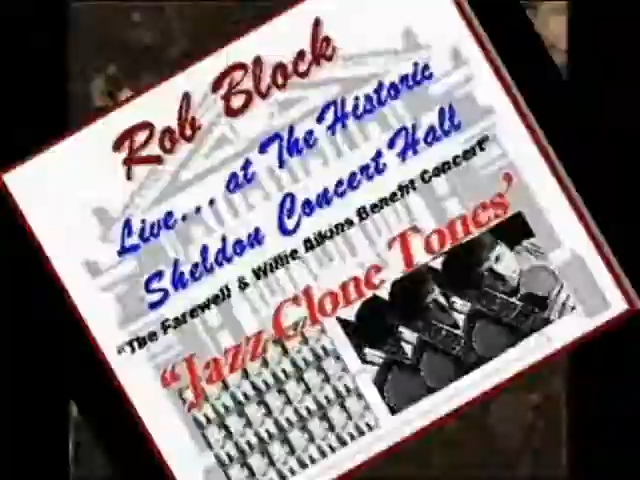 Rob Block
Live... at The Historic
Sheldon Concert Hall
"The Farewell & Willie Akins Benefit Concert"
"Jazz Clone Tones'